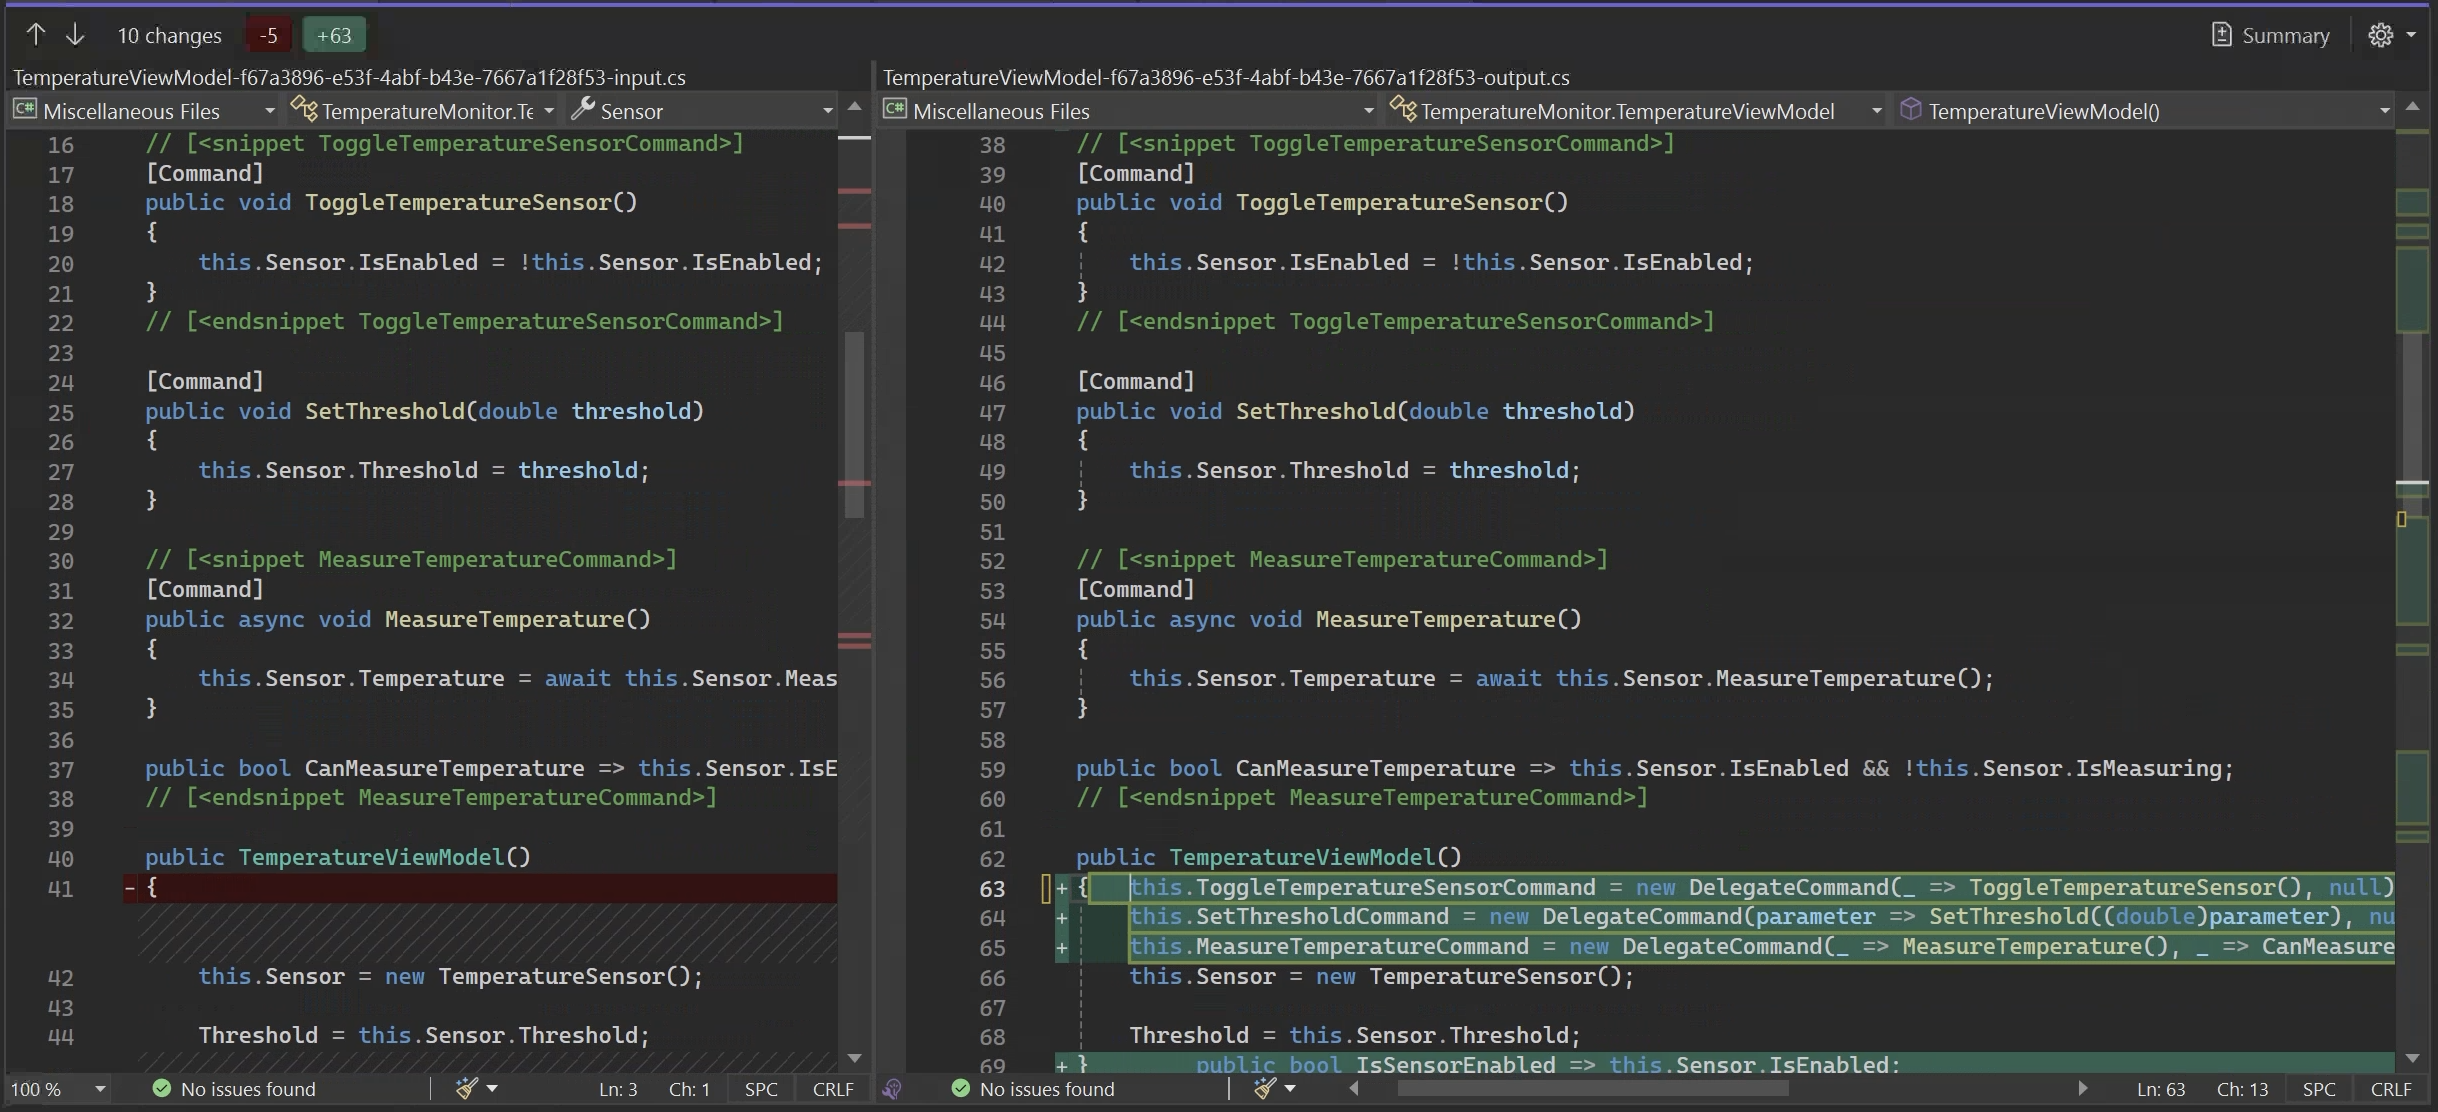 10 changes -5 +63 Summary
TemperatureViewModel-f67a3896-e53f-4abf-b43e-7667a1f28f53-input.cs
C# Miscellaneous Files TemperatureMonitor.Te Sensor
16 // [<snippet ToggleTemperatureSensorCommand>]
17 [Command]
18 public void ToggleTemperatureSensor()
19 {
20 this.Sensor.IsEnabled = !this.Sensor.IsEnabled;
21 }
22 // [<endsnippet ToggleTemperatureSensorCommand>]
23
24 [Command]
25 public void SetThreshold(double threshold)
26 {
27 this.Sensor.Threshold = threshold;
28 }
29
30 // [<snippet MeasureTemperatureCommand>]
31 [Command]
32 public async void MeasureTemperature()
33 {
34 this.Sensor.Temperature = await this.Sensor.Meas
35 }
36
37 public bool CanMeasureTemperature => this.Sensor.IsE
38 // [<endsnippet MeasureTemperatureCommand>]
39
40 public TemperatureViewModel()
41 - {
42 this.Sensor = new TemperatureSensor();
43
44 Threshold = this.Sensor.Threshold;
100 % No issues found Ln: 3 Ch: 1 SPC CRLF
TemperatureViewModel-f67a3896-e53f-4abf-b43e-7667a1f28f53-output.cs
C# Miscellaneous Files TemperatureMonitor.TemperatureViewModel TemperatureViewModel()
38 // [<snippet ToggleTemperatureSensorCommand>]
39 [Command]
40 public void ToggleTemperatureSensor()
41 {
42 this.Sensor.IsEnabled = !this.Sensor.IsEnabled;
43 }
44 // [<endsnippet ToggleTemperatureSensorCommand>]
45
46 [Command]
47 public void SetThreshold(double threshold)
48 {
49 this.Sensor.Threshold = threshold;
50 }
51
52 // [<snippet MeasureTemperatureCommand>]
53 [Command]
54 public async void MeasureTemperature()
55 {
56 this.Sensor.Temperature = await this.Sensor.MeasureTemperature();
57 }
58
59 public bool CanMeasureTemperature => this.Sensor.IsEnabled && !this.Sensor.IsMeasuring;
60 // [<endsnippet MeasureTemperatureCommand>]
61
62 public TemperatureViewModel()
63 + { this.ToggleTemperatureSensorCommand = new DelegateCommand(_ => ToggleTemperatureSensor(), null)
64 + this.SetThresholdCommand = new DelegateCommand(parameter => SetThreshold((double)parameter), nu
65 + this.MeasureTemperatureCommand = new DelegateCommand(_ => MeasureTemperature(), _ => CanMeasure
66 this.Sensor = new TemperatureSensor();
67
68 Threshold = this.Sensor.Threshold;
69 + } public bool IsSensorEnabled => this.Sensor.IsEnabled;
No issues found Ln: 63 Ch: 13 SPC CRLF